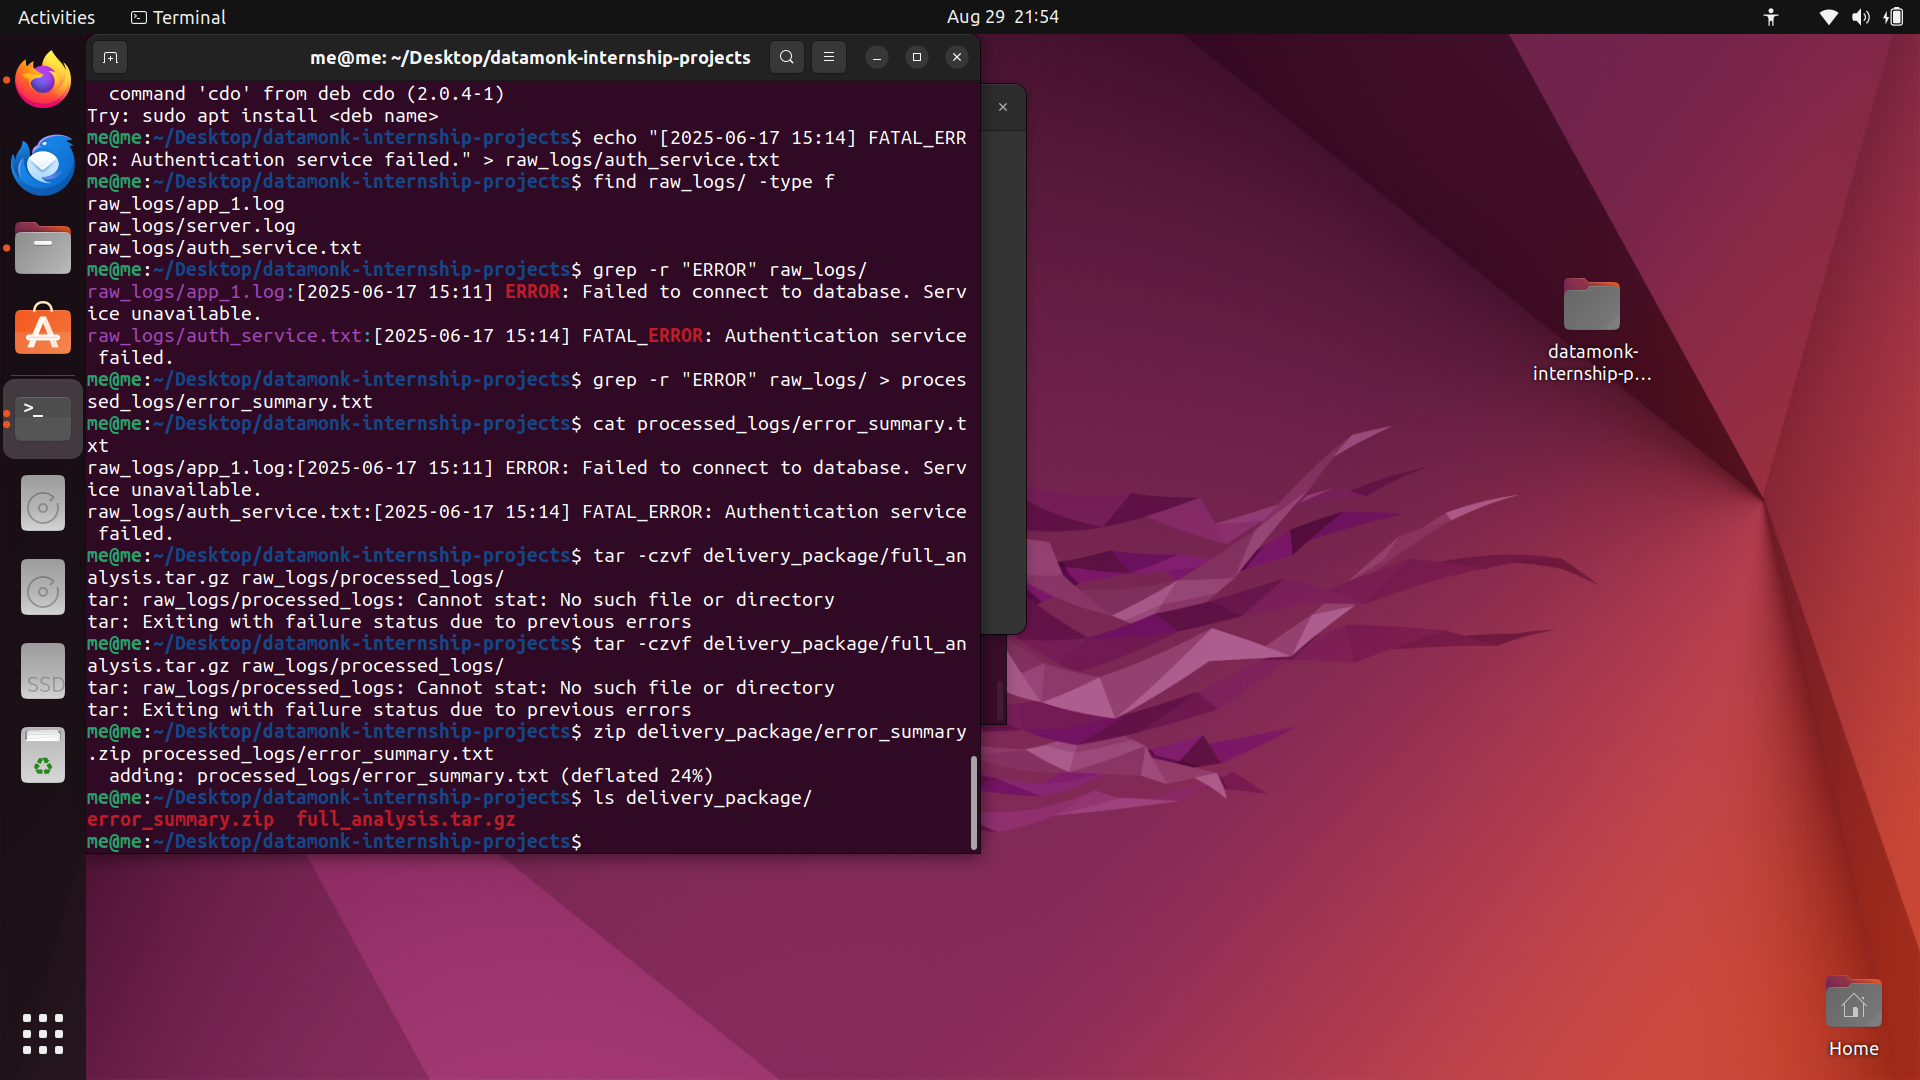 Activities
Terminal
Aug 29 21:54
me@me: ~/Desktop/datamonk-internship-projects
command 'cdo' from deb cdo (2.0.4-1)
Try: sudo apt install <deb name>
me@me:~/Desktop/datamonk-internship-projects$ echo "[2025-06-17 15:14] FATAL_ERR
OR: Authentication service failed." > raw_logs/auth_service.txt
me@me:~/Desktop/datamonk-internship-projects$ find raw_logs/ -type f
raw_logs/app_1.log
raw_logs/server.log
raw_logs/auth_service.txt
me@me:~/Desktop/datamonk-internship-projects$ grep -r "ERROR" raw_logs/
raw_logs/app_1.log:[2025-06-17 15:11] ERROR: Failed to connect to database. Serv
ice unavailable.
raw_logs/auth_service.txt:[2025-06-17 15:14] FATAL_ERROR: Authentication service
 failed.
me@me:~/Desktop/datamonk-internship-projects$ grep -r "ERROR" raw_logs/ > proces
sed_logs/error_summary.txt
me@me:~/Desktop/datamonk-internship-projects$ cat processed_logs/error_summary.t
xt
raw_logs/app_1.log:[2025-06-17 15:11] ERROR: Failed to connect to database. Serv
ice unavailable.
raw_logs/auth_service.txt:[2025-06-17 15:14] FATAL_ERROR: Authentication service
 failed.
me@me:~/Desktop/datamonk-internship-projects$ tar -czvf delivery_package/full_an
alysis.tar.gz raw_logs/processed_logs/
tar: raw_logs/processed_logs: Cannot stat: No such file or directory
tar: Exiting with failure status due to previous errors
me@me:~/Desktop/datamonk-internship-projects$ tar -czvf delivery_package/full_an
alysis.tar.gz raw_logs/processed_logs/
tar: raw_logs/processed_logs: Cannot stat: No such file or directory
tar: Exiting with failure status due to previous errors
me@me:~/Desktop/datamonk-internship-projects$ zip delivery_package/error_summary
.zip processed_logs/error_summary.txt
  adding: processed_logs/error_summary.txt (deflated 24%)
me@me:~/Desktop/datamonk-internship-projects$ ls delivery_package/
error_summary.zip  full_analysis.tar.gz
me@me:~/Desktop/datamonk-internship-projects$
SSD
datamonk-
internship-p...
Home